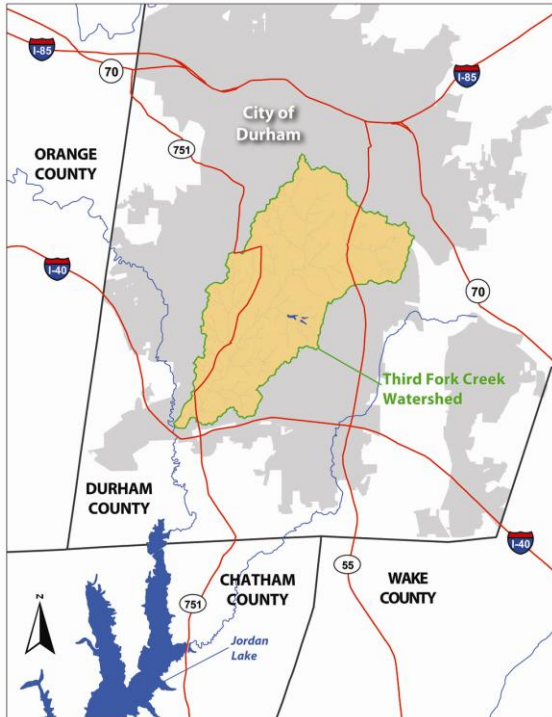 I-85
70
I-85
City of
Durham
751
ORANGE
COUNTY
I-40
70
Third Fork Creek
Watershed
DURHAM
COUNTY
I-40
55
CHATHAM
COUNTY
WAKE
COUNTY
751
N
Jordan
Lake